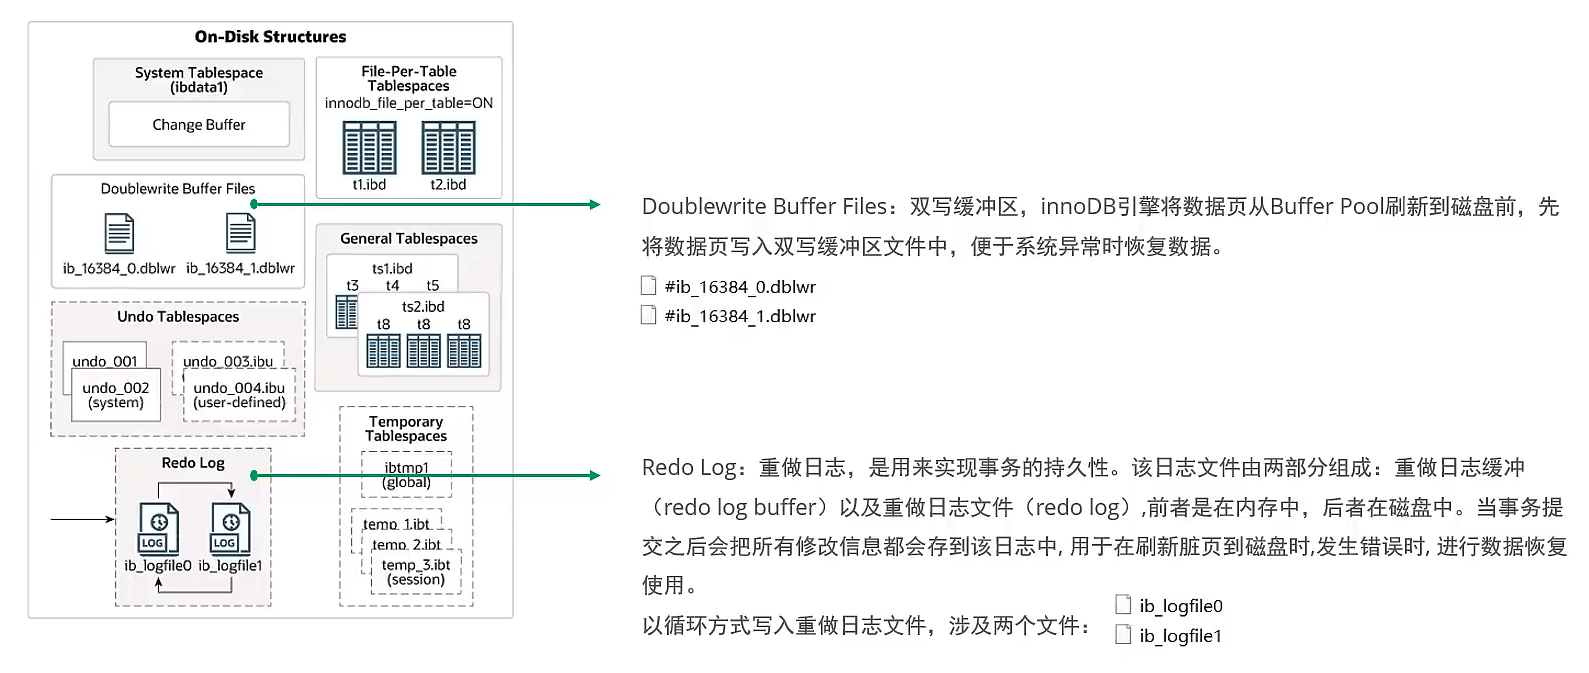 On-Disk Structures
System Tablespace
(ibdata1)
Change Buffer
File-Per-Table
Tablespaces
innodb_file_per_table=ON
t1.ibd t2.ibd
Doublewrite Buffer Files
ib_16384_0.dblwr ib_16384_1.dblwr
General Tablespaces
ts1.ibd
t3 t4 t5
ts2.ibd
t8 t8 t8
Undo Tablespaces
undo_001
undo_002
(system)
undo_003.ibu
undo_004.ibu
(user-defined)
Temporary
Tablespaces
ibtmp1
(global)
temp_1.ibt
temp_2.ibt
temp_3.ibt
(session)
Redo Log
LOG LOG
ib_logfile0 ib_logfile1
Doublewrite Buffer Files：双写缓冲区，innoDB引擎将数据页从Buffer Pool刷新到磁盘前，先
将数据页写入双写缓冲区文件中，便于系统异常时恢复数据。
#ib_16384_0.dblwr
#ib_16384_1.dblwr
Redo Log：重做日志，是用来实现事务的持久性。该日志文件由两部分组成：重做日志缓冲
（redo log buffer）以及重做日志文件（redo log）,前者是在内存中，后者在磁盘中。当事务提
交之后会把所有修改信息都会存到该日志中, 用于在刷新脏页到磁盘时,发生错误时, 进行数据恢复
使用。
以循环方式写入重做日志文件，涉及两个文件：
ib_logfile0
ib_logfile1